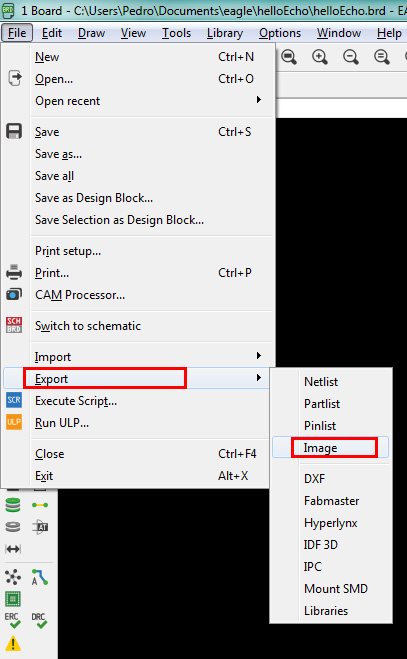 BRD 1 Board - C:\Users\Pedro\Documents\eagle\helloEcho\helloEcho.brd - EA
File Edit Draw View Tools Library Options Window Help
New Ctrl+N
Open... Ctrl+O
Open recent
Save Ctrl+S
Save as...
Save all
Save as Design Block...
Save Selection as Design Block...
Print setup...
Print... Ctrl+P
CAM Processor...
SCH BRD Switch to schematic
Import
Export
SCR Execute Script...
ULP Run ULP...
Close Ctrl+F4
Exit Alt+X
Netlist
Partlist
Pinlist
Image
DXF
Fabmaster
Hyperlynx
IDF 3D
IPC
Mount SMD
Libraries
AT
ERC DRC